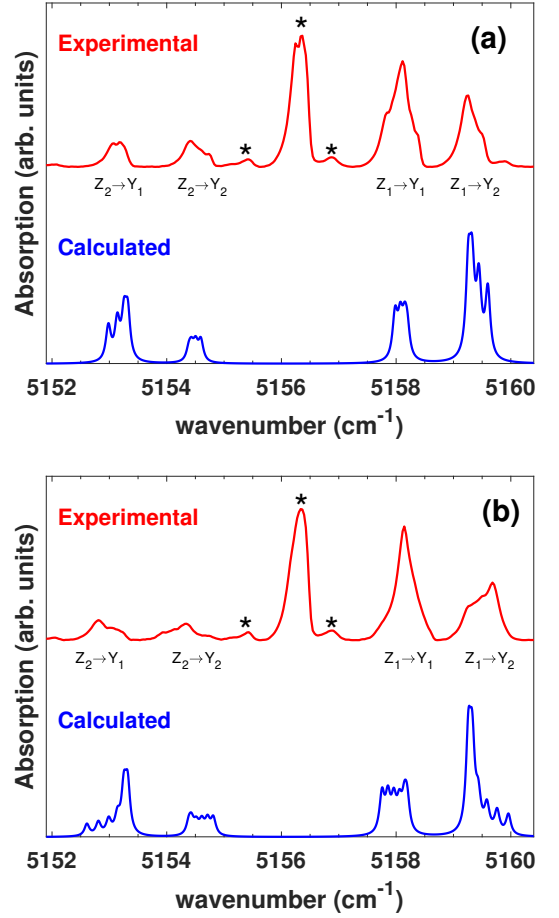 (a)
Experimental
*
*
*
Z₂→Y₁
Z₂→Y₂
Z₁→Y₁
Z₁→Y₂
Calculated
Absorption (arb. units)
5152 5154 5156 5158 5160
wavenumber (cm⁻¹)
(b)
Experimental
*
*
*
Z₂→Y₁
Z₂→Y₂
Z₁→Y₁
Z₁→Y₂
Calculated
Absorption (arb. units)
5152 5154 5156 5158 5160
wavenumber (cm⁻¹)